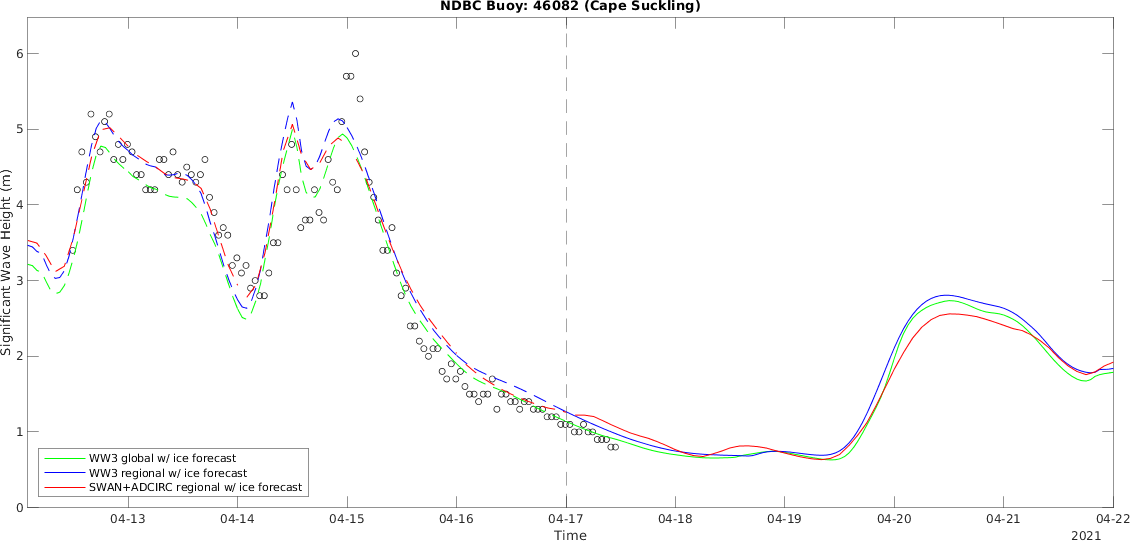 NDBC Buoy: 46082 (Cape Suckling)
Significant Wave Height (m)
6
5
4
3
2
1
0
WW3 global w/ ice forecast
WW3 regional w/ ice forecast
SWAN+ADCIRC regional w/ ice forecast
04-13 04-14 04-15 04-16 04-17 04-18 04-19 04-20 04-21 04-22
Time
2021